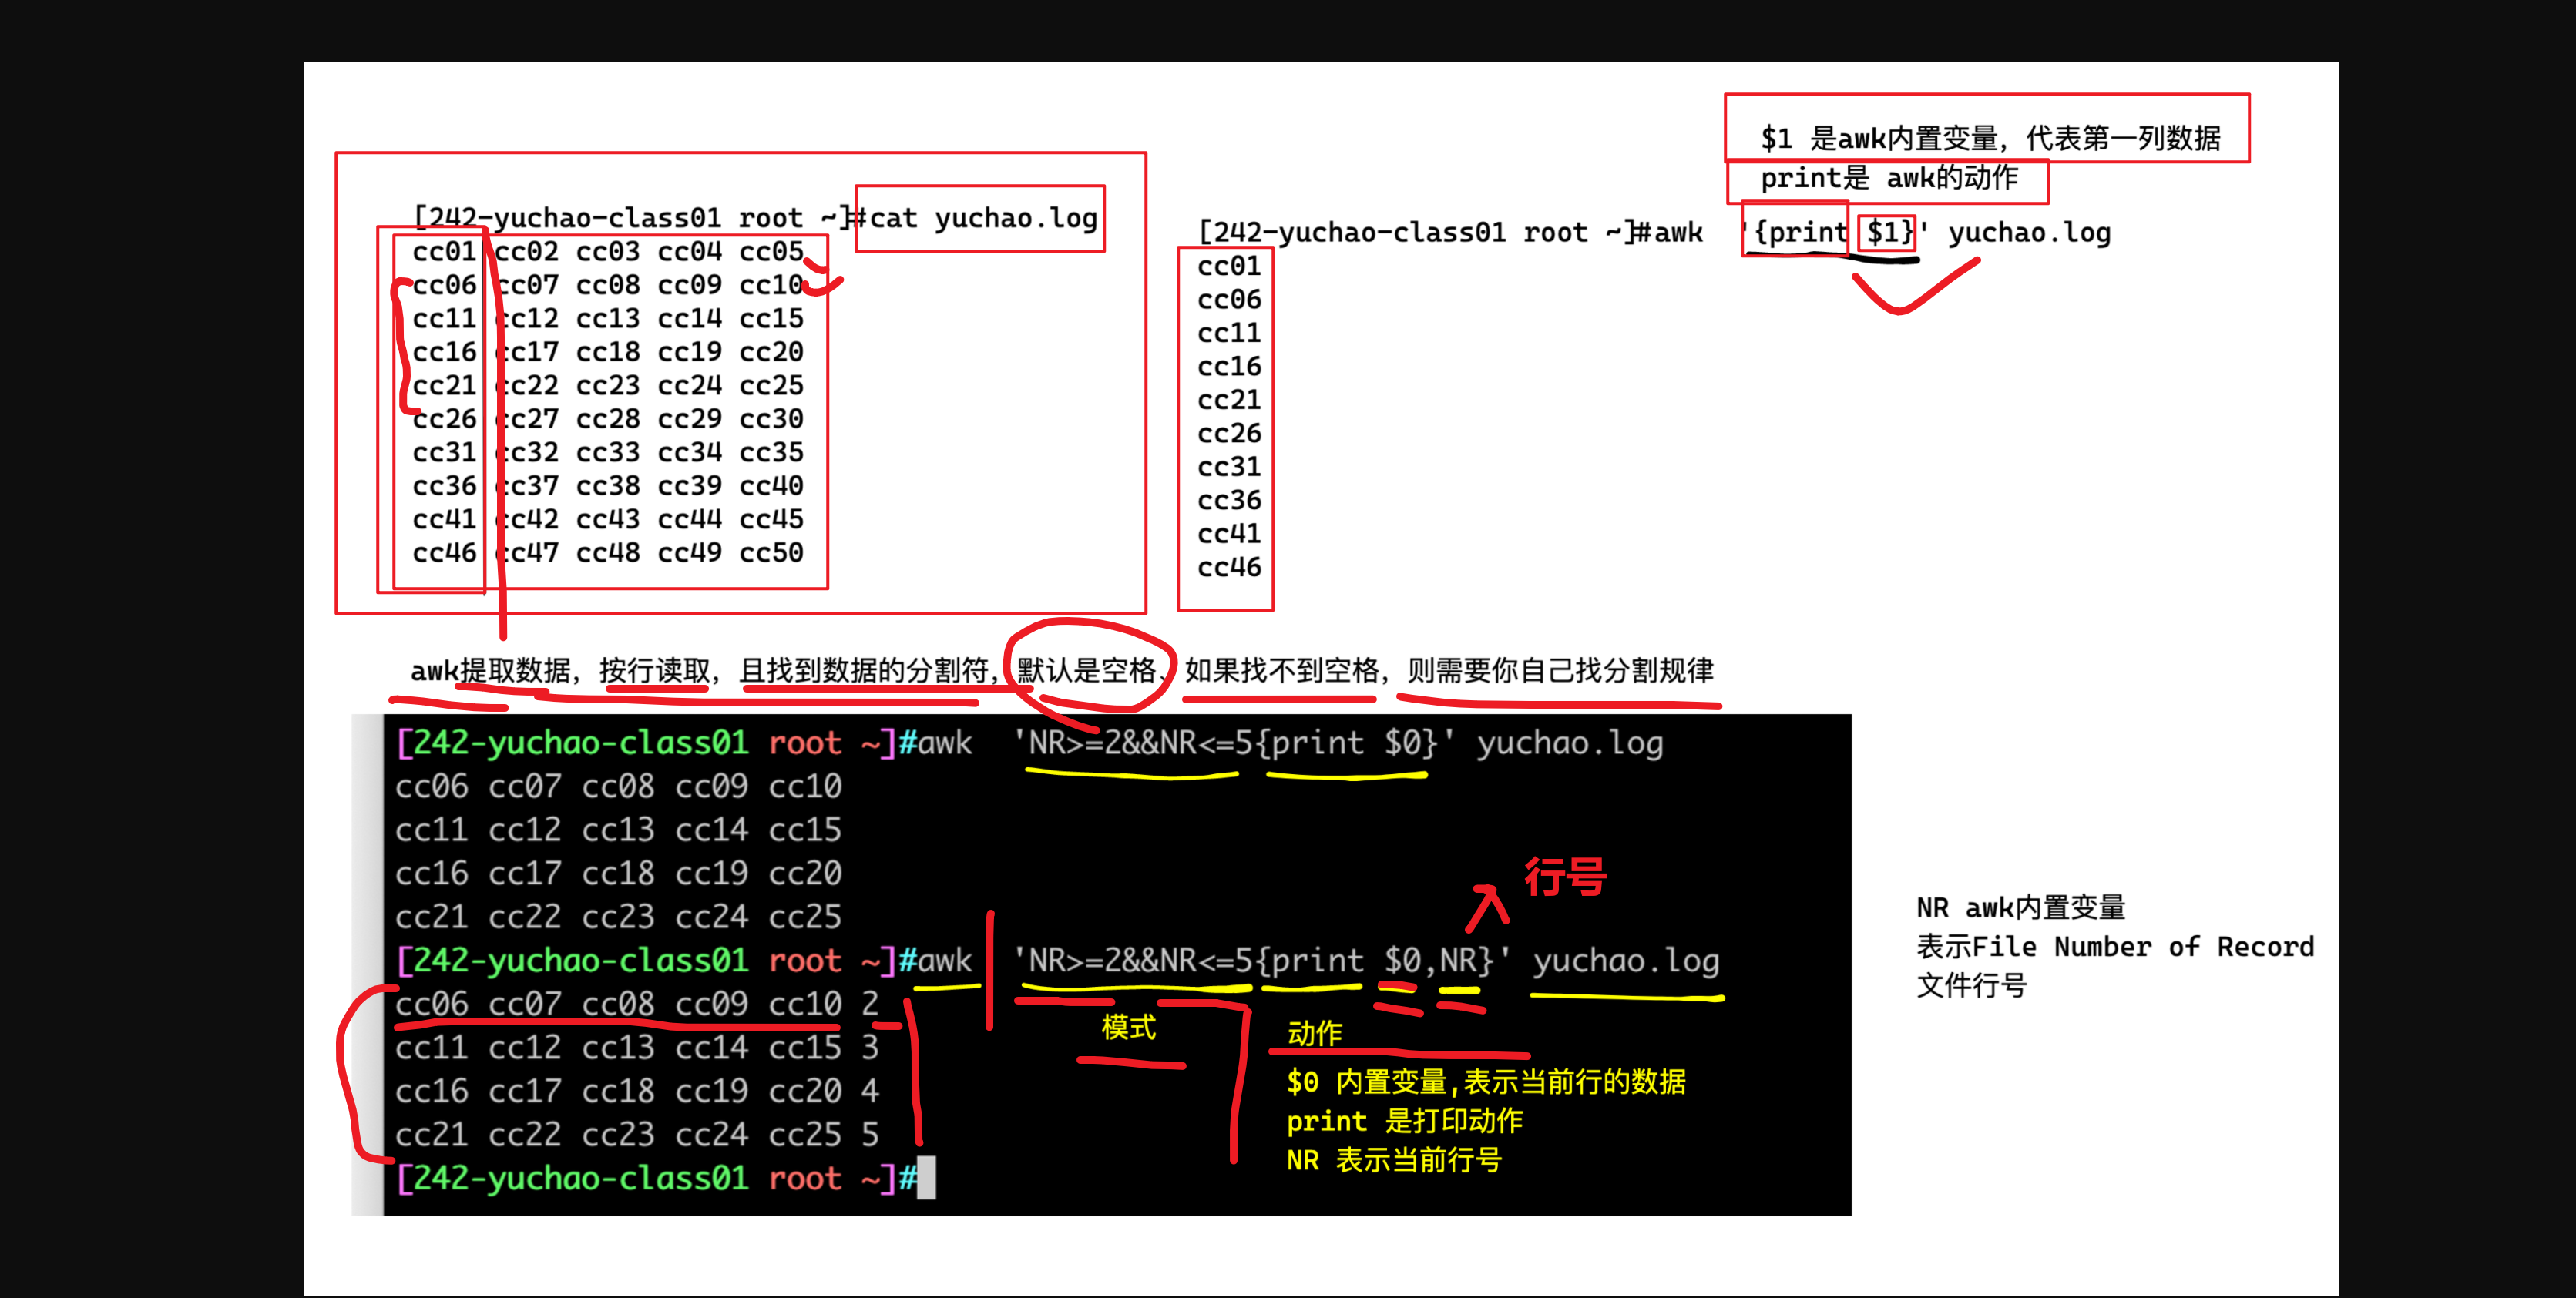 [242-yuchao-class01 root ~]#cat yuchao.log
cc01 cc02 cc03 cc04 cc05
cc06 cc07 cc08 cc09 cc10
cc11 cc12 cc13 cc14 cc15
cc16 cc17 cc18 cc19 cc20
cc21 cc22 cc23 cc24 cc25
cc26 cc27 cc28 cc29 cc30
cc31 cc32 cc33 cc34 cc35
cc36 cc37 cc38 cc39 cc40
cc41 cc42 cc43 cc44 cc45
cc46 cc47 cc48 cc49 cc50
$1 是awk内置变量，代表第一列数据
print是 awk的动作
[242-yuchao-class01 root ~]#awk '{print $1}' yuchao.log
cc01
cc06
cc11
cc16
cc21
cc26
cc31
cc36
cc41
cc46
awk提取数据，按行读取，且找到数据的分割符，默认是空格、如果找不到空格，则需要你自己找分割规律
[242-yuchao-class01 root ~]#awk 'NR>=2&&NR<=5{print $0}' yuchao.log
cc06 cc07 cc08 cc09 cc10
cc11 cc12 cc13 cc14 cc15
cc16 cc17 cc18 cc19 cc20
cc21 cc22 cc23 cc24 cc25
行号
[242-yuchao-class01 root ~]#awk 'NR>=2&&NR<=5{print $0,NR}' yuchao.log
cc06 cc07 cc08 cc09 cc10 2
cc11 cc12 cc13 cc14 cc15 3
cc16 cc17 cc18 cc19 cc20 4
cc21 cc22 cc23 cc24 cc25 5
[242-yuchao-class01 root ~]#
模式
动作
$0 内置变量,表示当前行的数据
print 是打印动作
NR 表示当前行号
NR awk内置变量
表示File Number of Record
文件行号